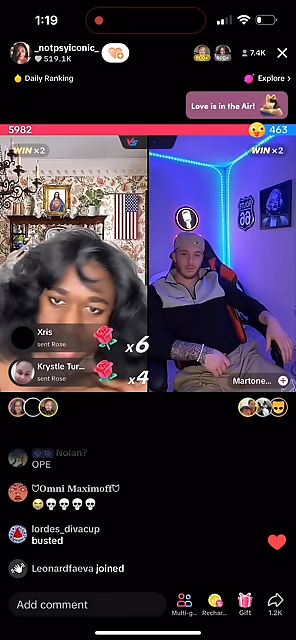 1:19
_notpsyiconic_
519.1K
7.4K
Daily Ranking
Explore >
Love is in the Air!
5982
VS
463
WIN ×2
WIN ×2
Xris
sent Rose
x6
Krystle Tur...
sent Rose
x4
Martone...
Nolan?
OPE
Omni Maximoff
lordes_divacup
busted
Leonardfaeva joined
Add comment
Multi-g...
Rechar...
Gift
1.2K